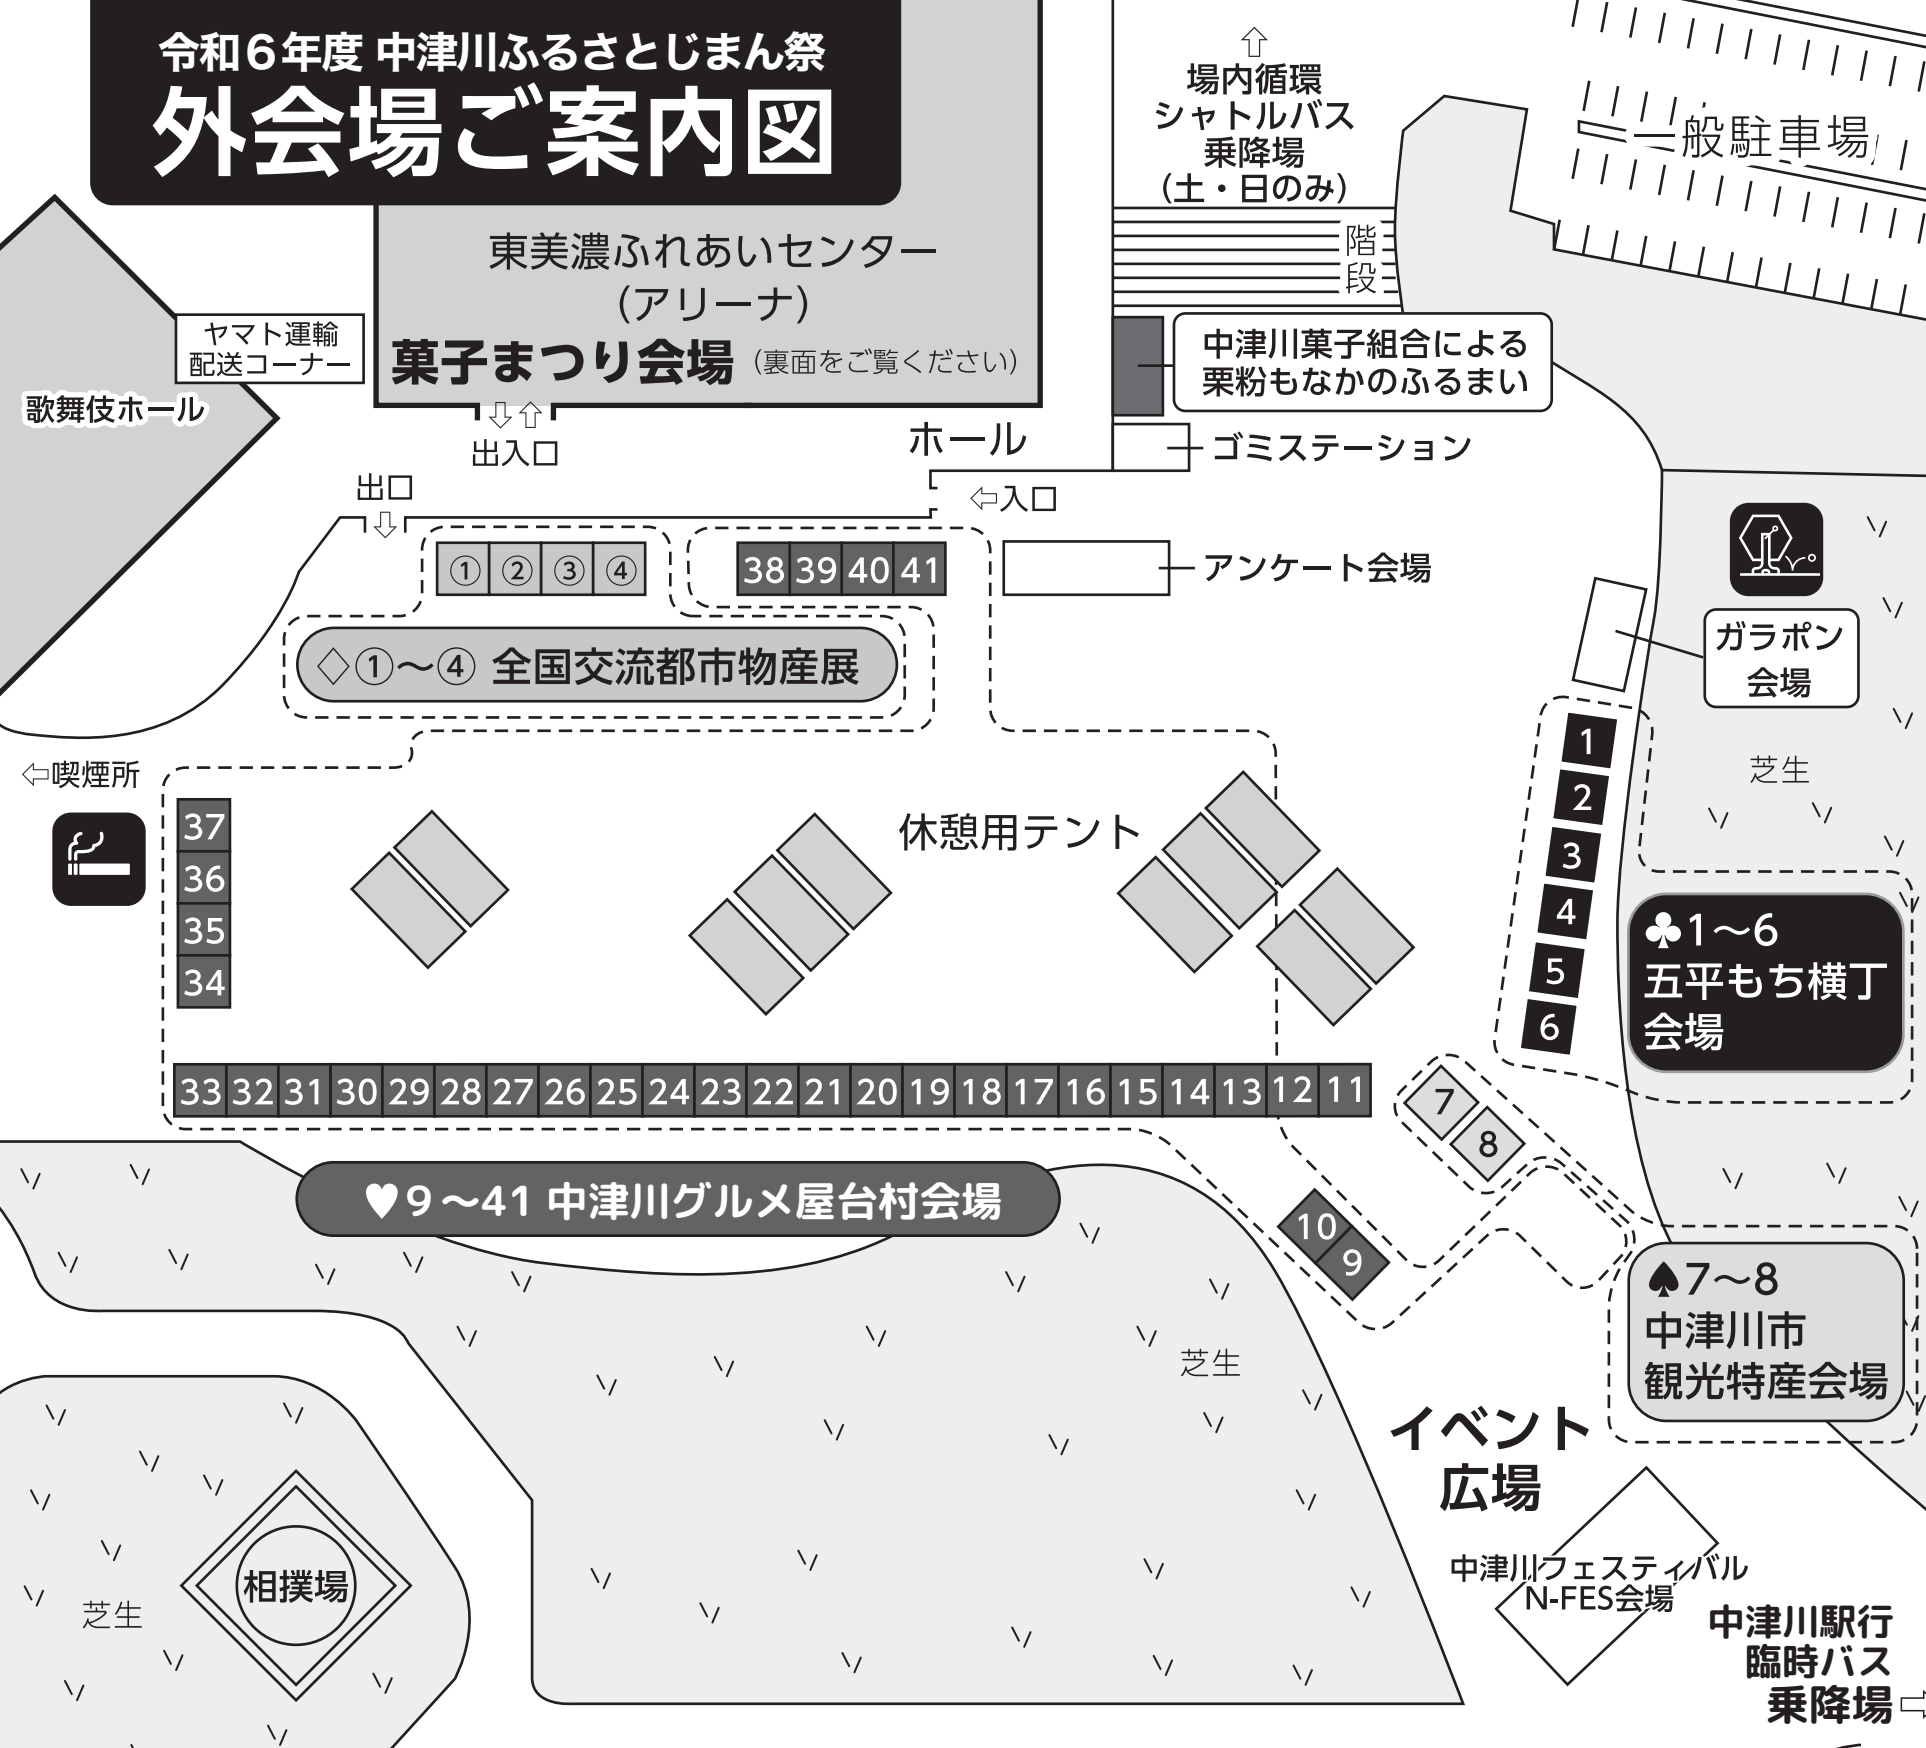 令和6年度 中津川ふるさとじまん祭
外会場ご案内図
場内循環
シャトルバス
乗降場
(土・日のみ)
一般駐車場
階
段
東美濃ふれあいセンター
(アリーナ)
菓子まつり会場 (裏面をご覧ください)
ヤマト運輸
配送コーナー
歌舞伎ホール
中津川菓子組合による
栗粉もなかのふるまい
⇩⇧
出入口
ホール
ゴミステーション
出口
⇦入口
① ② ③ ④
38 39 40 41
アンケート会場
◇①～④ 全国交流都市物産展
ガラポン
会場
⇦喫煙所
芝生
休憩用テント
37
36
35
34
1
2
3
4
5
6
♣1～6
五平もち横丁
会場
33 32 31 30 29 28 27 26 25 24 23 22 21 20 19 18 17 16 15 14 13 12 11
7
8
♥9～41 中津川グルメ屋台村会場
10
9
♠7～8
中津川市
観光特産会場
芝生
イベント
広場
相撲場
芝生
中津川フェスティバル
N-FES会場
中津川駅行
臨時バス
乗降場⇨